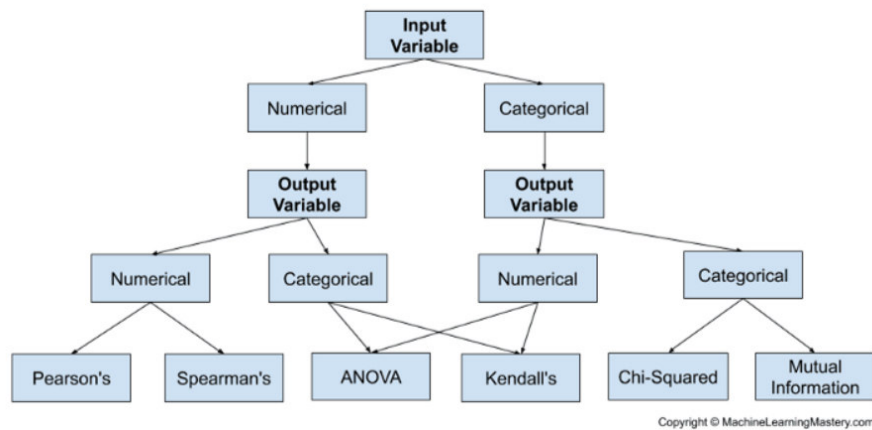 Input
Variable
Numerical
Categorical
Output
Variable
Output
Variable
Numerical
Categorical
Numerical
Categorical
Pearson's
Spearman's
ANOVA
Kendall's
Chi-Squared
Mutual
Information
Copyright © MachineLearningMastery.com